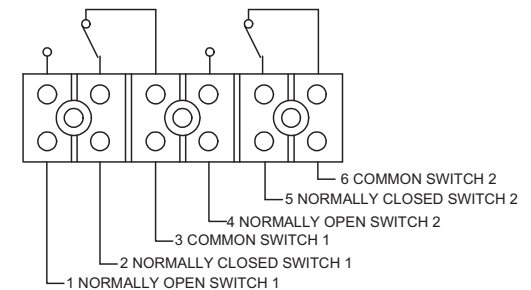 6 COMMON SWITCH 2
5 NORMALLY CLOSED SWITCH 2
4 NORMALLY OPEN SWITCH 2
3 COMMON SWITCH 1
2 NORMALLY CLOSED SWITCH 1
1 NORMALLY OPEN SWITCH 1